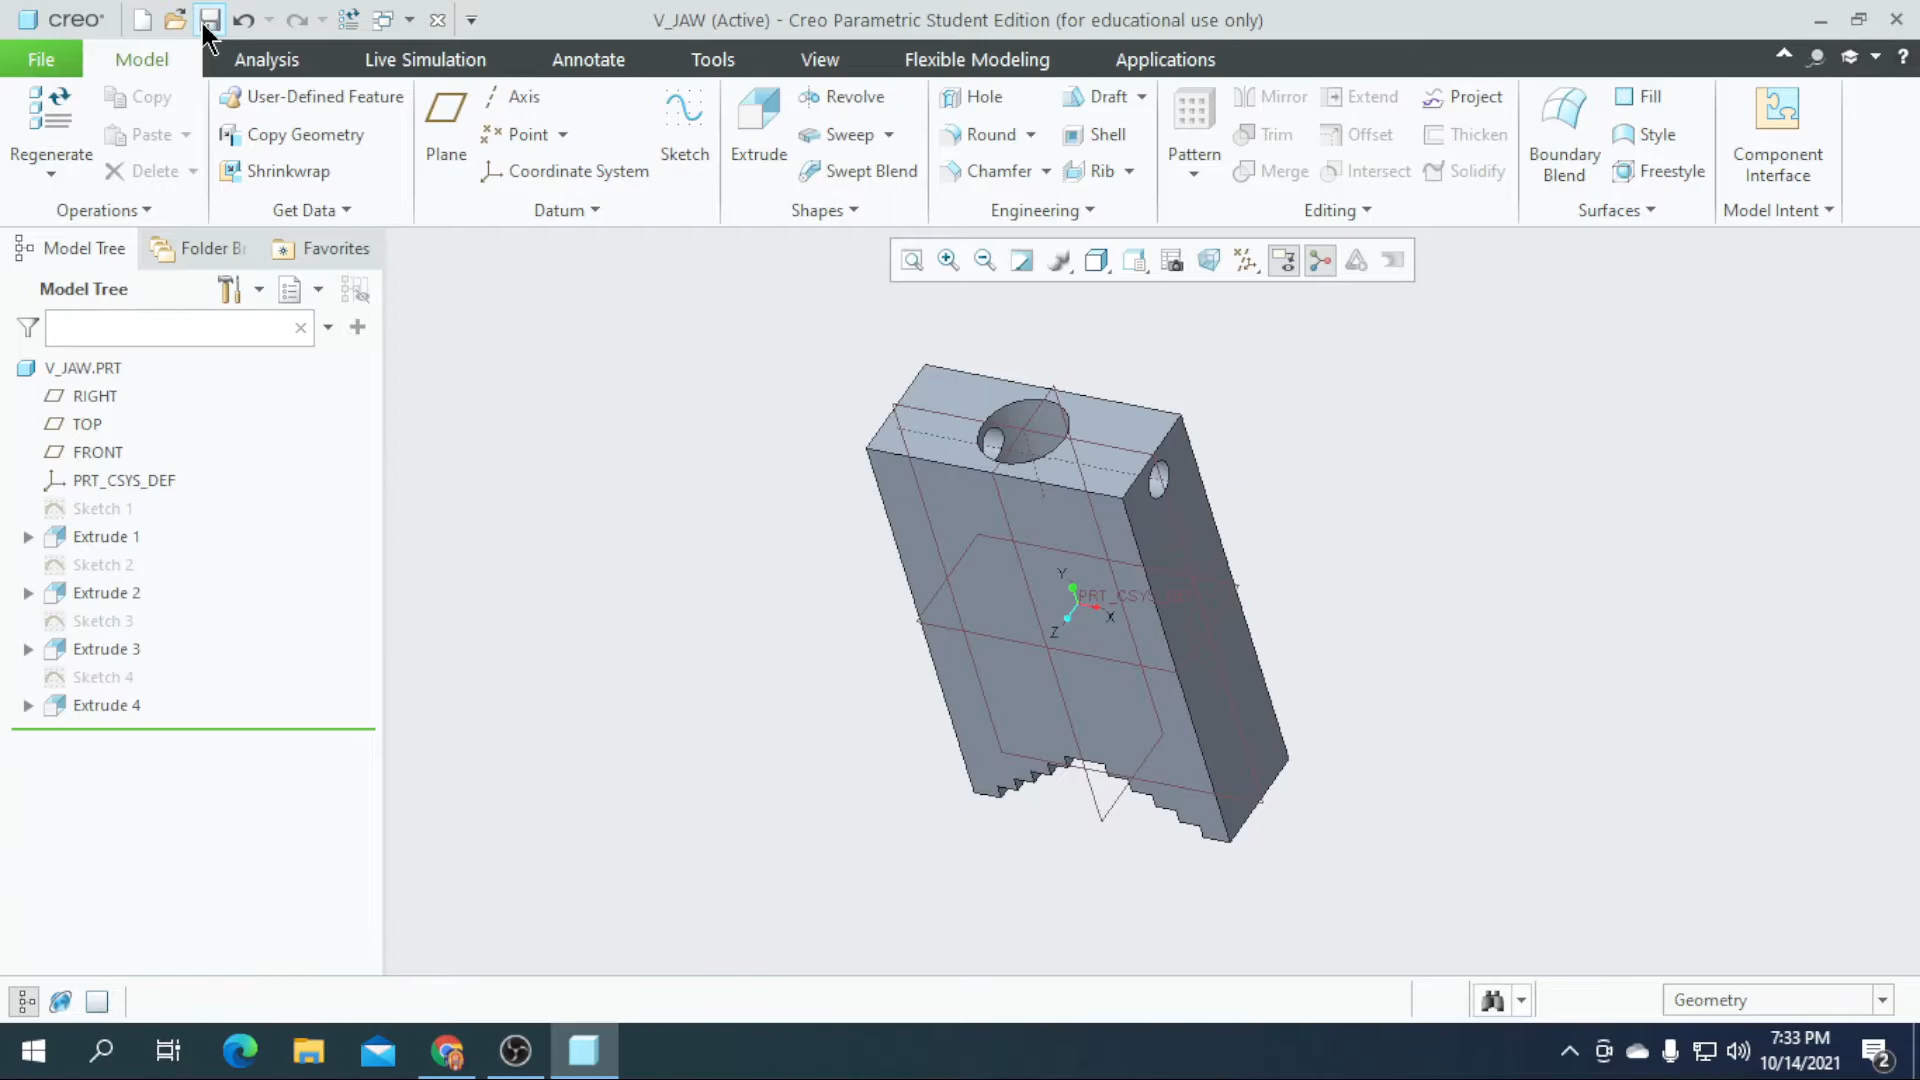 creo
V_JAW (Active) - Creo Parametric Student Edition (for educational use only)
File Model Analysis Live Simulation Annotate Tools View Flexible Modeling Applications
Regenerate
Copy
Paste
Delete
Operations
User-Defined Feature
Copy Geometry
Shrinkwrap
Get Data
Plane
Axis
Point
Coordinate System
Sketch
Datum
Extrude
Revolve
Sweep
Swept Blend
Shapes
Hole
Round
Chamfer
Draft
Shell
Rib
Engineering
Pattern
Mirror
Trim
Merge
Extend
Offset
Intersect
Project
Thicken
Solidify
Editing
Boundary
Blend
Fill
Style
Freestyle
Surfaces
Component
Interface
Model Intent
Model Tree Folder B Favorites
Model Tree
V_JAW.PRT
RIGHT
TOP
FRONT
PRT_CSYS_DEF
Sketch 1
Extrude 1
Sketch 2
Extrude 2
Sketch 3
Extrude 3
Sketch 4
Extrude 4
Y
PRT_CSYS
X
Z
Geometry
7:33 PM
10/14/2021
2